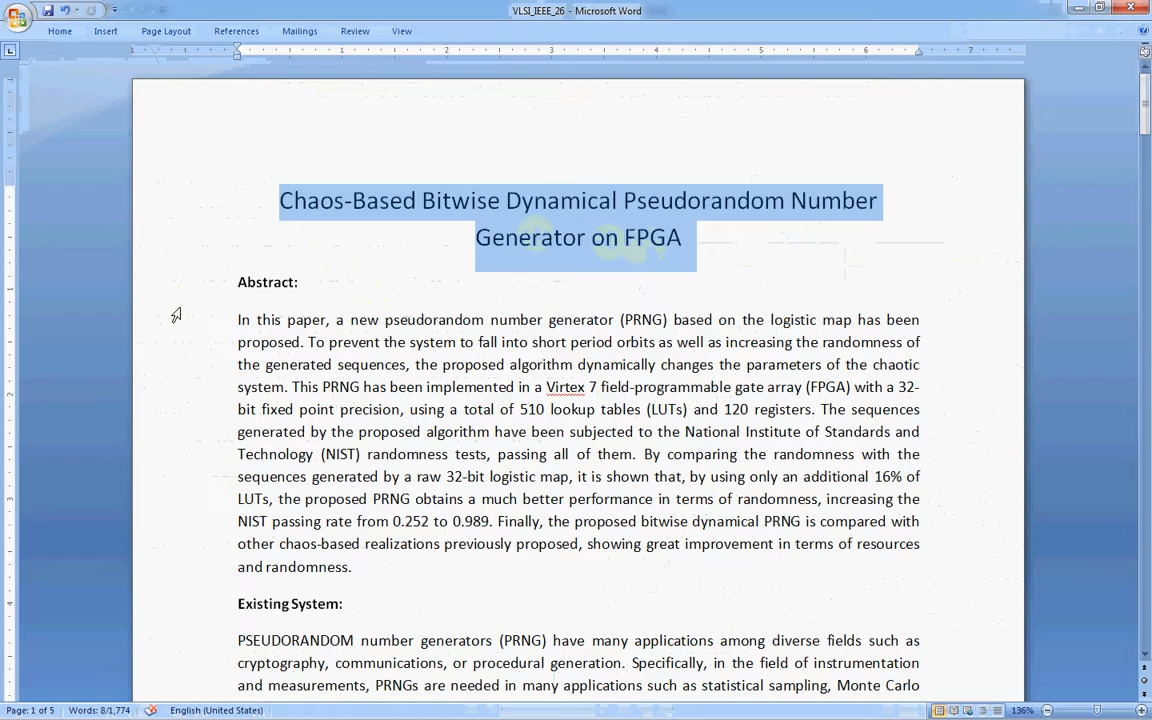 VLSI_IEEE_26 - Microsoft Word
Home Insert Page Layout References Mailings Review View
1 1 2 3 4 5 6 7
Chaos-Based Bitwise Dynamical Pseudorandom Number
Generator on FPGA
Abstract:
In this paper, a new pseudorandom number generator (PRNG) based on the logistic map has been
proposed. To prevent the system to fall into short period orbits as well as increasing the randomness of
the generated sequences, the proposed algorithm dynamically changes the parameters of the chaotic
system. This PRNG has been implemented in a Virtex 7 field-programmable gate array (FPGA) with a 32-
bit fixed point precision, using a total of 510 lookup tables (LUTs) and 120 registers. The sequences
generated by the proposed algorithm have been subjected to the National Institute of Standards and
Technology (NIST) randomness tests, passing all of them. By comparing the randomness with the
sequences generated by a raw 32-bit logistic map, it is shown that, by using only an additional 16% of
LUTs, the proposed PRNG obtains a much better performance in terms of randomness, increasing the
NIST passing rate from 0.252 to 0.989. Finally, the proposed bitwise dynamical PRNG is compared with
other chaos-based realizations previously proposed, showing great improvement in terms of resources
and randomness.
Existing System:
PSEUDORANDOM number generators (PRNG) have many applications among diverse fields such as
cryptography, communications, or procedural generation. Specifically, in the field of instrumentation
and measurements, PRNGs are needed in many applications such as statistical sampling, Monte Carlo
1
2
3
4
Page: 1 of 5 Words: 8/1,774 English (United States) 136%